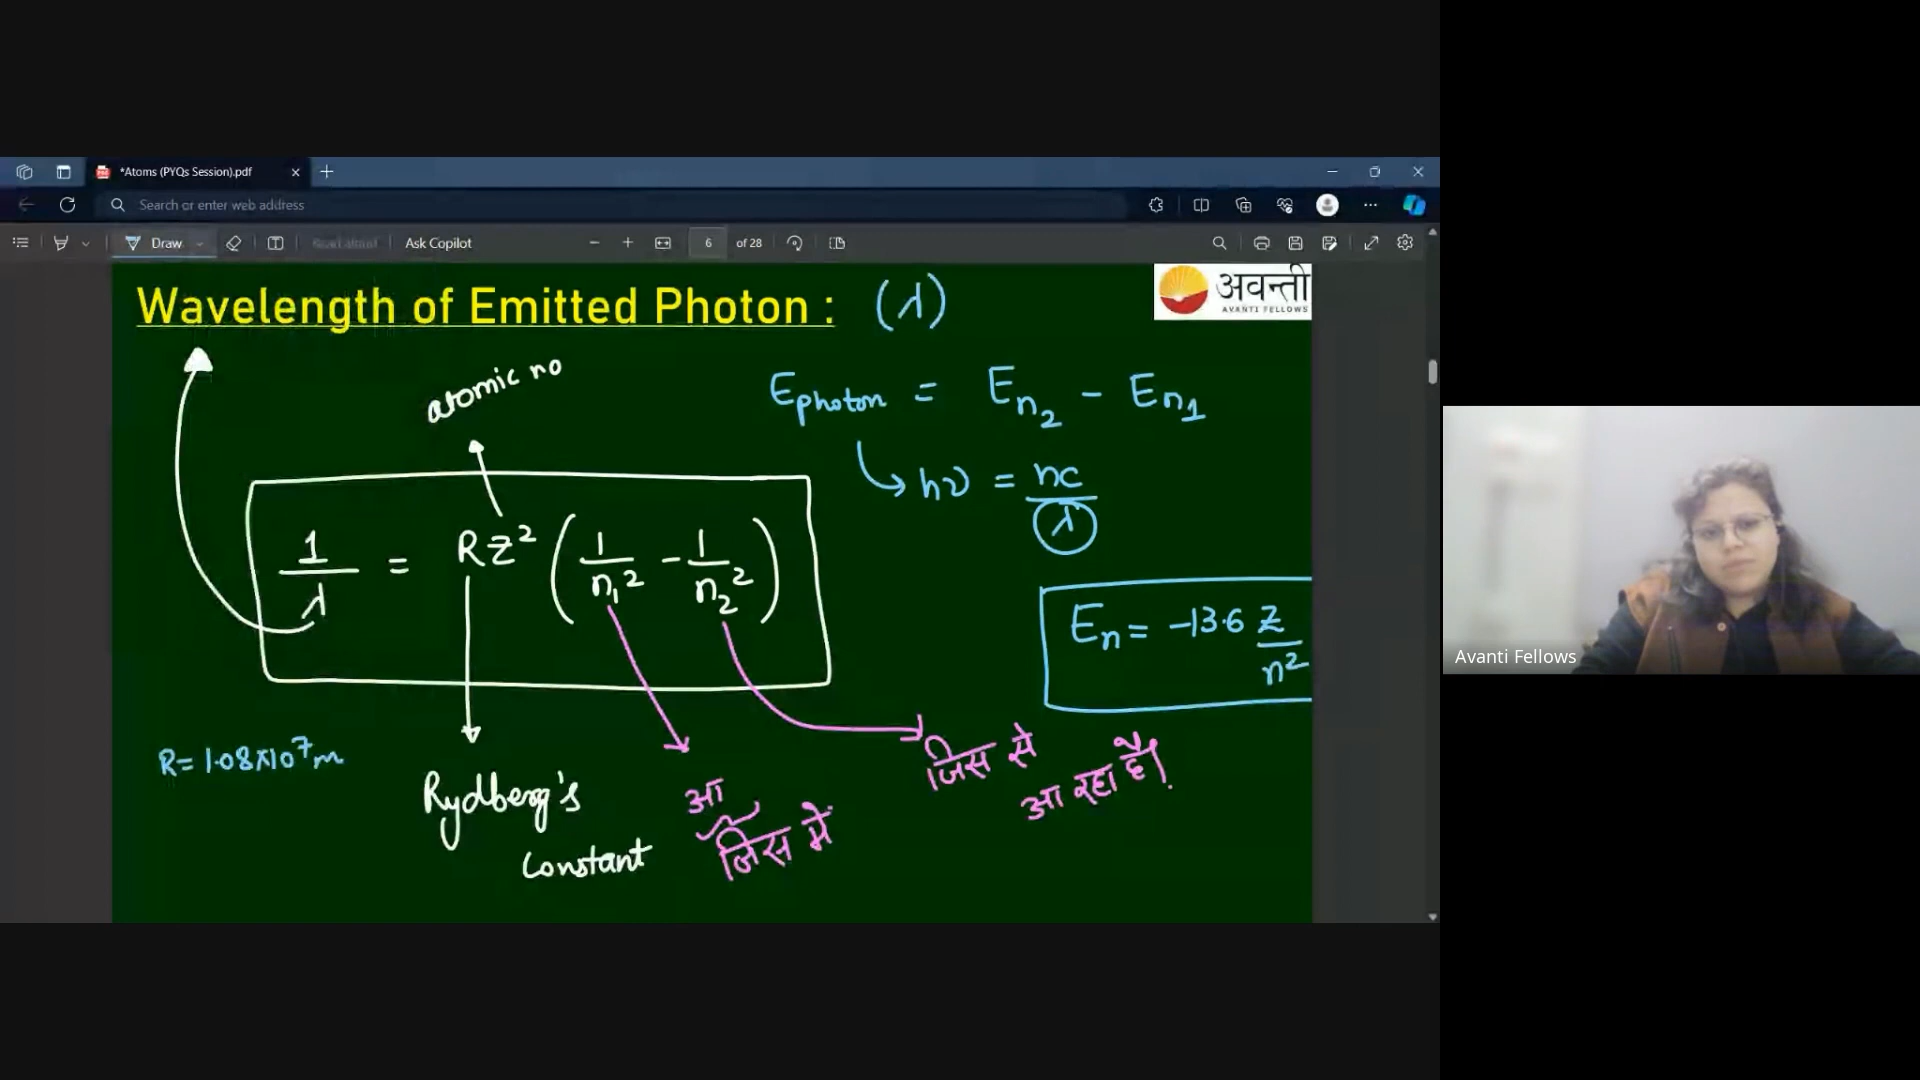 *Atoms (PYQs Session).pdf
Search or enter web address
Draw
Read aloud
Ask Copilot
6 of 28
Wavelength of Emitted Photon : (λ)
अवन्ती
AVANTI FELLOWS
atomic no
Ephoton = En₂ - En₁
hν = hc/λ
1/λ = RZ² (1/n₁² - 1/n₂²)
En = -13.6 Z/n²
R= 1.08×10⁷m
Rydberg's
Constant
आ
जिस में
जिस से
आ रहा है।
Avanti Fellows